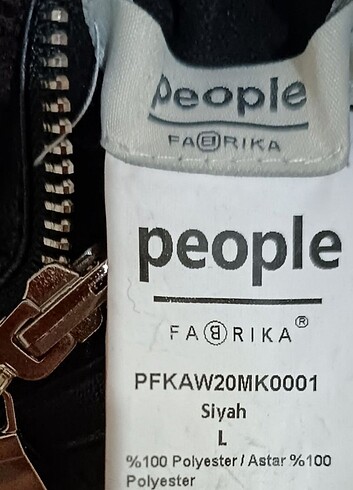 people
FABRIKA
people
FABRIKA®
PFKAW20MK0001
Siyah
L
%100 Polyester / Astar %100
Polyester